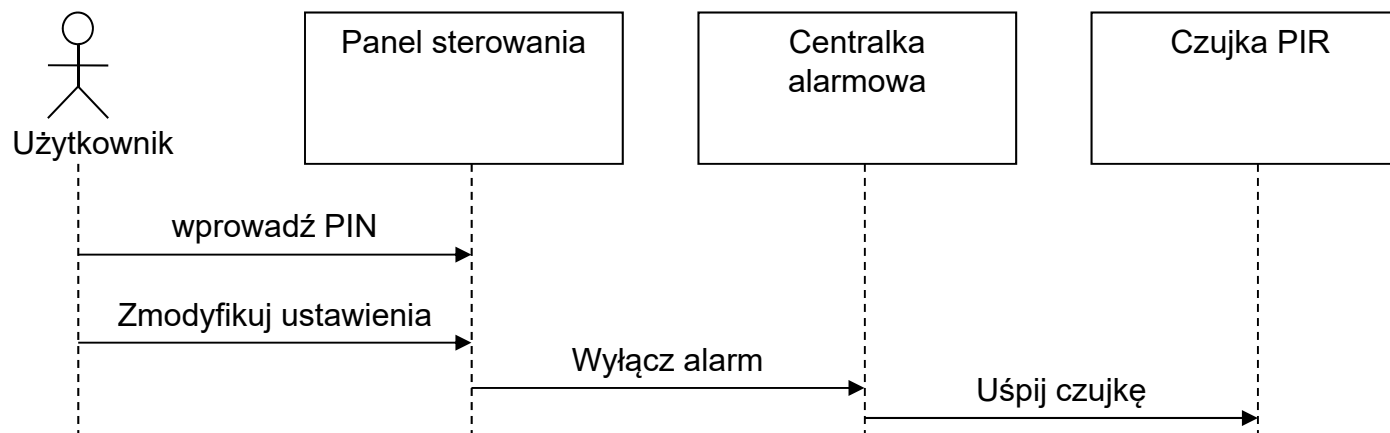 Panel sterowania
Centralka
alarmowa
Czujka PIR
Użytkownik
wprowadź PIN
Zmodyfikuj ustawienia
Wyłącz alarm
Uśpij czujkę